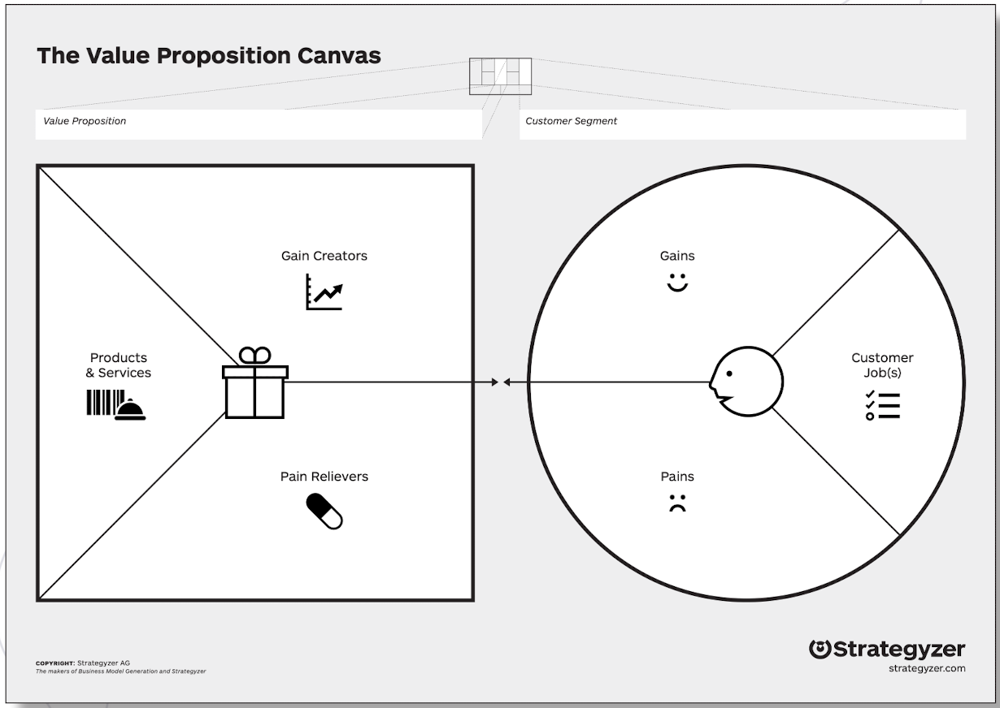 The Value Proposition Canvas
Value Proposition
Customer Segment
Gain Creators
Gains
Products
& Services
Customer
Job(s)
Pain Relievers
Pains
COPYRIGHT: Strategyzer AG
The makers of Business Model Generation and Strategyzer
Strategyzer
strategyzer.com